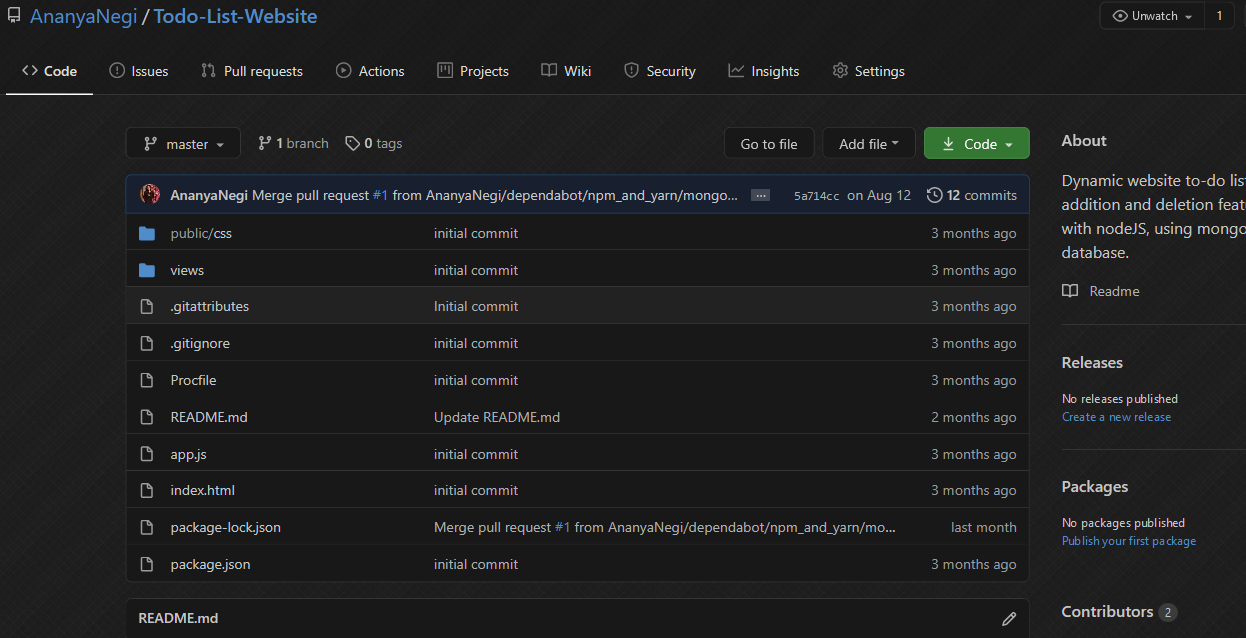 AnanyaNegi / Todo-List-Website
Unwatch 1
Code Issues Pull requests Actions Projects Wiki Security Insights Settings
master 1 branch 0 tags Go to file Add file Code
AnanyaNegi Merge pull request #1 from AnanyaNegi/dependabot/npm_and_yarn/mongo... ... 5a714cc on Aug 12 12 commits
public/css initial commit 3 months ago
views initial commit 3 months ago
.gitattributes Initial commit 3 months ago
.gitignore initial commit 3 months ago
Procfile initial commit 3 months ago
README.md Update README.md 2 months ago
app.js initial commit 3 months ago
index.html initial commit 3 months ago
package-lock.json Merge pull request #1 from AnanyaNegi/dependabot/npm_and_yarn/mo... last month
package.json initial commit 3 months ago
README.md
About
Dynamic website to-do
addition and deletion
with nodeJS, using
database.
Readme
Releases
No releases published
Create a new release
Packages
No packages published
Publish your first package
Contributors 2